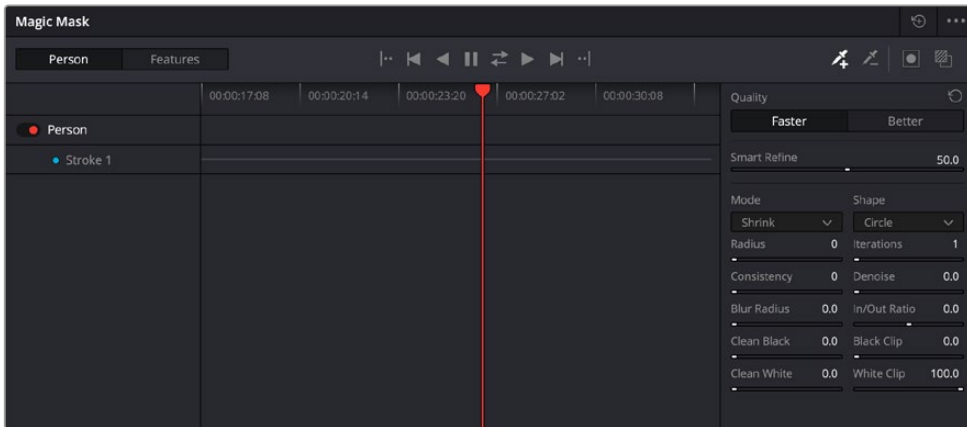 Magic Mask
Person Features
00:00:17:08 00:00:20:14 00:00:23:20 00:00:27:02 00:00:30:08
Person
Stroke 1
Quality
Faster Better
Smart Refine 50.0
Mode Shape
Shrink Circle
Radius 0 Iterations 1
Consistency 0 Denoise 0.0
Blur Radius 0.0 In/Out Ratio 0.0
Clean Black 0.0 Black Clip 0.0
Clean White 0.0 White Clip 100.0